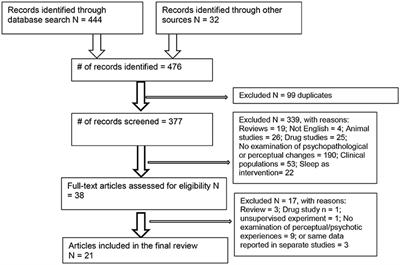 Records identified through
database search N = 444
Records identified through other
sources N = 32
# of records identified = 476
Excluded N = 99 duplicates
# of records screened = 377
Excluded N = 339, with reasons:
Reviews = 19; Not English = 4; Animal
studies = 26; Drug studies = 25;
No examination of psychopathological
or perceptual changes = 190; Clinical
populations = 53; Sleep as
intervention= 22
Full-text articles assessed for eligibility N
= 38
Excluded N = 17, with reasons:
Review = 3; Drug study n = 1;
unsupervised experiment = 1; No
examination of perceptual/psychotic
experiences = 9; or same data
reported in separate studies = 3
Articles included in the final review
N = 21